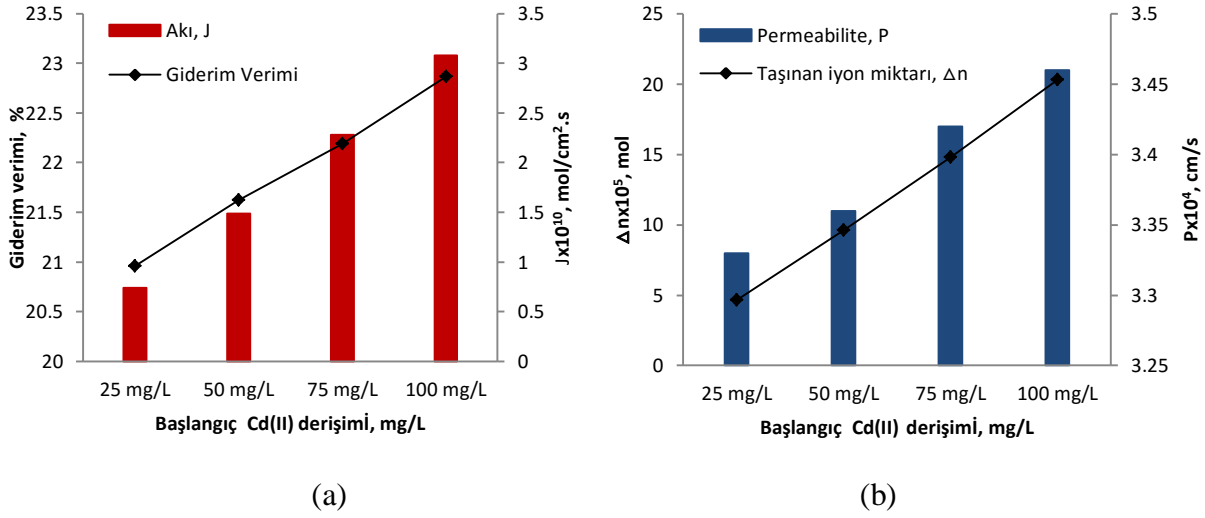 Akı, J
Giderim Verimi
Giderim verimi, %
23.5
23
22.5
22
21.5
21
20.5
20
3.5
3
2.5
2
1.5
1
0.5
0
Jx10¹⁰, mol/cm².s
25 mg/L 50 mg/L 75 mg/L 100 mg/L
Başlangıç Cd(II) derişimİ, mg/L
(a)
Permeabilite, P
Taşınan iyon miktarı, △n
△nx10⁵, mol
25
20
15
10
5
0
3.5
3.45
3.4
3.35
3.3
3.25
Px10⁴, cm/s
25 mg/L 50 mg/L 75 mg/L 100 mg/L
Başlangıç Cd(II) derişimİ, mg/L
(b)